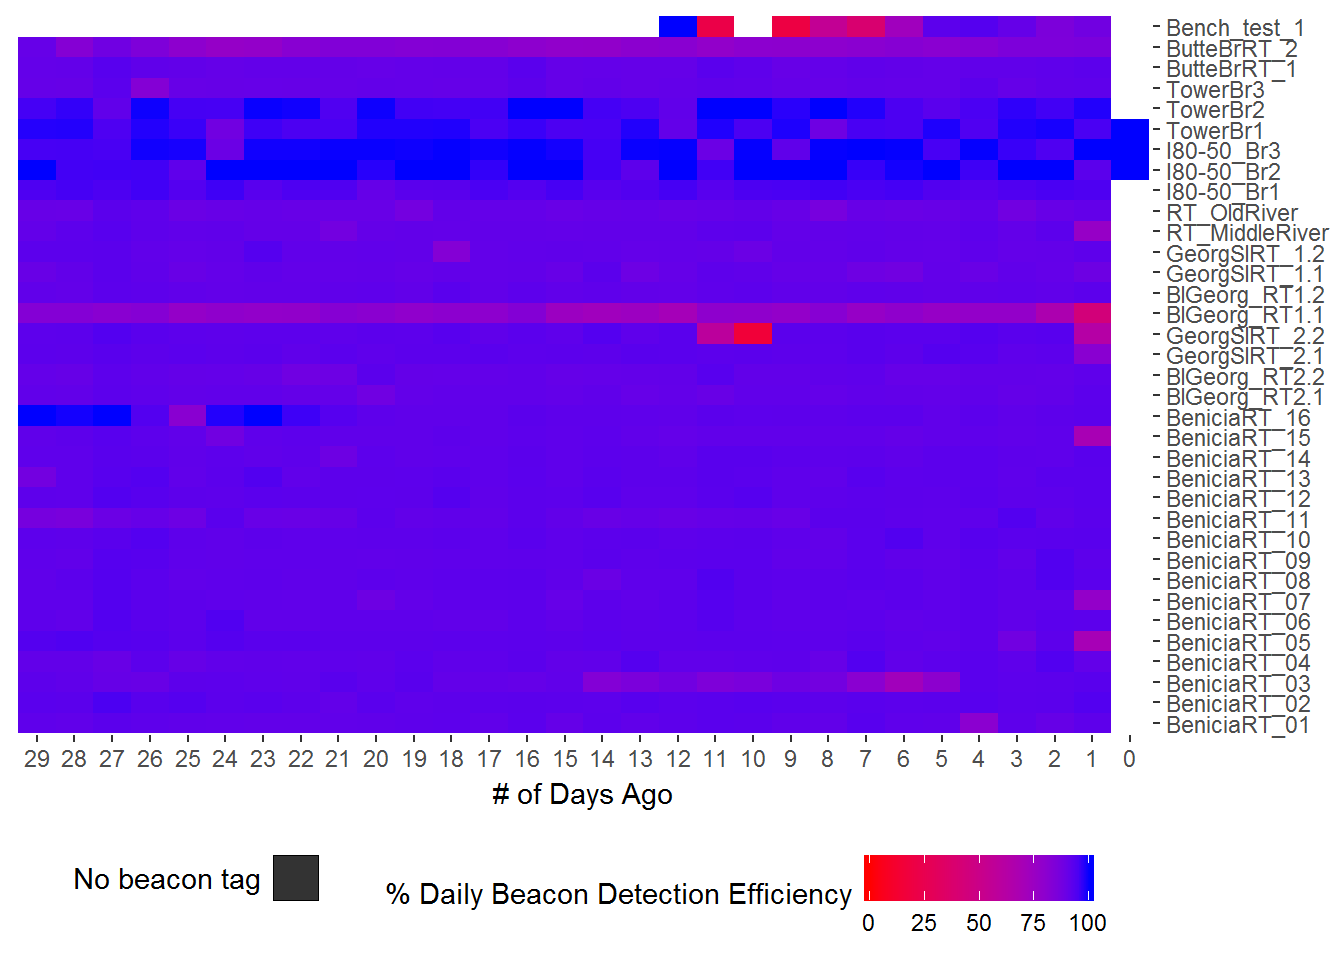 Bench_test_1
ButteBrRT_2
ButteBrRT_1
TowerBr3
TowerBr2
TowerBr1
I80-50_Br3
I80-50_Br2
I80-50_Br1
RT_OldRiver
RT_MiddleRiver
GeorgSlRT_1.2
GeorgSlRT_1.1
BlGeorg_RT1.2
BlGeorg_RT1.1
GeorgSlRT_2.2
GeorgSlRT_2.1
BlGeorg_RT2.2
BlGeorg_RT2.1
BeniciaRT_16
BeniciaRT_15
BeniciaRT_14
BeniciaRT_13
BeniciaRT_12
BeniciaRT_11
BeniciaRT_10
BeniciaRT_09
BeniciaRT_08
BeniciaRT_07
BeniciaRT_06
BeniciaRT_05
BeniciaRT_04
BeniciaRT_03
BeniciaRT_02
BeniciaRT_01
29 28 27 26 25 24 23 22 21 20 19 18 17 16 15 14 13 12 11 10 9 8 7 6 5 4 3 2 1 0
# of Days Ago
No beacon tag
% Daily Beacon Detection Efficiency
0 25 50 75 100